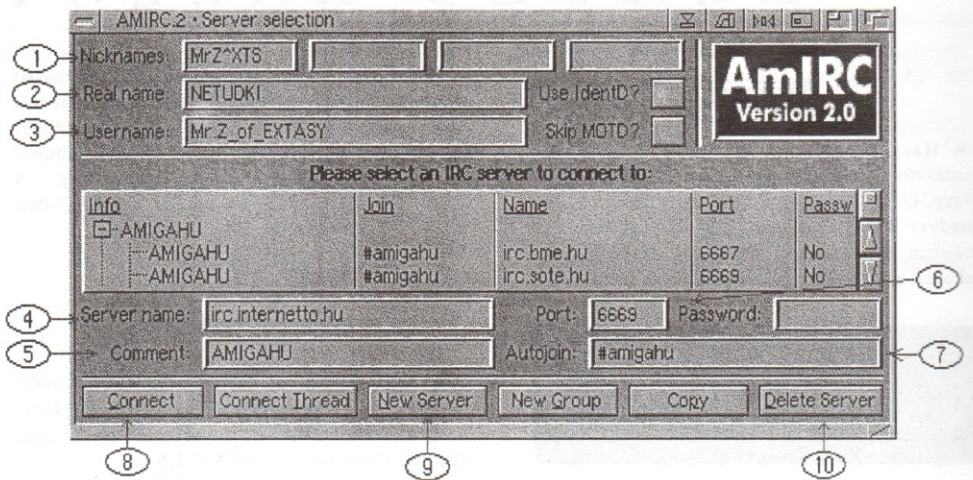 AMIRC.2 · Server selection
1 Nicknames: MrZ^XTS
2 Real name: NETUDKI Use IdentD?
3 Username: Mr.Z_of_EXTASY Skip MOTD?
AmIRC
Version 2.0
Please select an IRC server to connect to:
Info Join Name Port Passw
AMIGAHU
AMIGAHU #amigahu irc.bme.hu 6667 No
AMIGAHU #amigahu irc.sote.hu 6669 No
6
4 Server name: irc.internetto.hu Port: 6669 Password:
5 Comment: AMIGAHU Autojoin: #amigahu 7
Connect Connect Thread New Server New Group Copy Delete Server
8 9 10